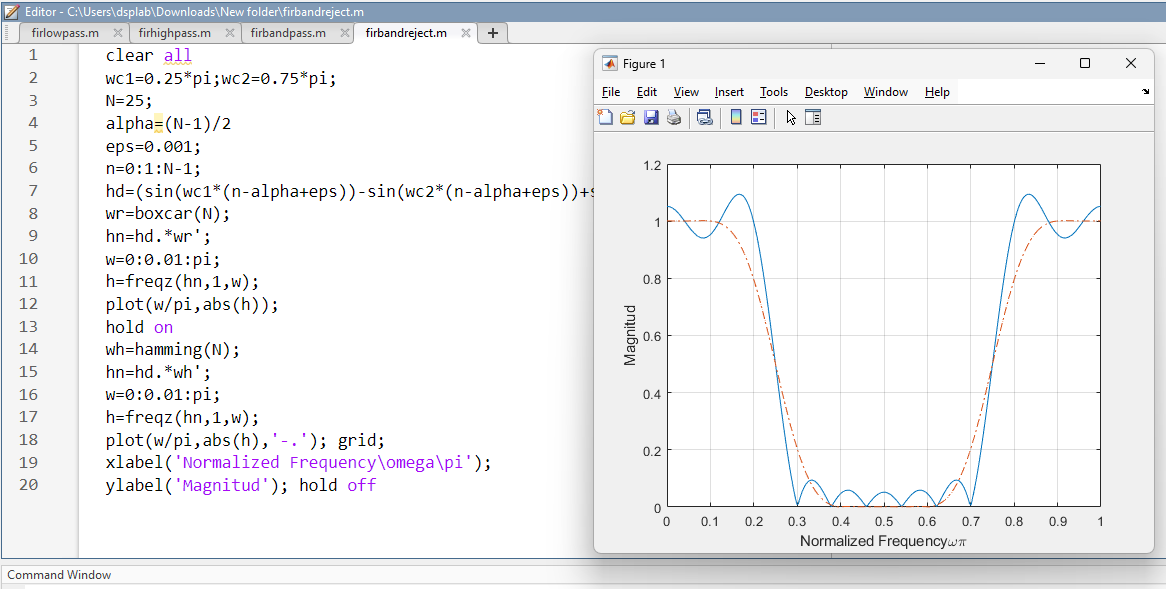 Editor - C:\Users\dsplab\Downloads\New folder\firbandreject.m
firlowpass.m firhighpass.m firbandpass.m firbandreject.m
1 clear all
2 wc1=0.25*pi;wc2=0.75*pi;
3 N=25;
4 alpha=(N-1)/2
5 eps=0.001;
6 n=0:1:N-1;
7 hd=(sin(wc1*(n-alpha+eps))-sin(wc2*(n-alpha+eps))+s
8 wr=boxcar(N);
9 hn=hd.*wr';
10 w=0:0.01:pi;
11 h=freqz(hn,1,w);
12 plot(w/pi,abs(h));
13 hold on
14 wh=hamming(N);
15 hn=hd.*wh';
16 w=0:0.01:pi;
17 h=freqz(hn,1,w);
18 plot(w/pi,abs(h),'-.'); grid;
19 xlabel('Normalized Frequency\omega\pi');
20 ylabel('Magnitud'); hold off
Figure 1
File Edit View Insert Tools Desktop Window Help
1.2
1
0.8
0.6
0.4
0.2
0
Magnitud
0 0.1 0.2 0.3 0.4 0.5 0.6 0.7 0.8 0.9 1
Normalized Frequencyωπ
Command Window